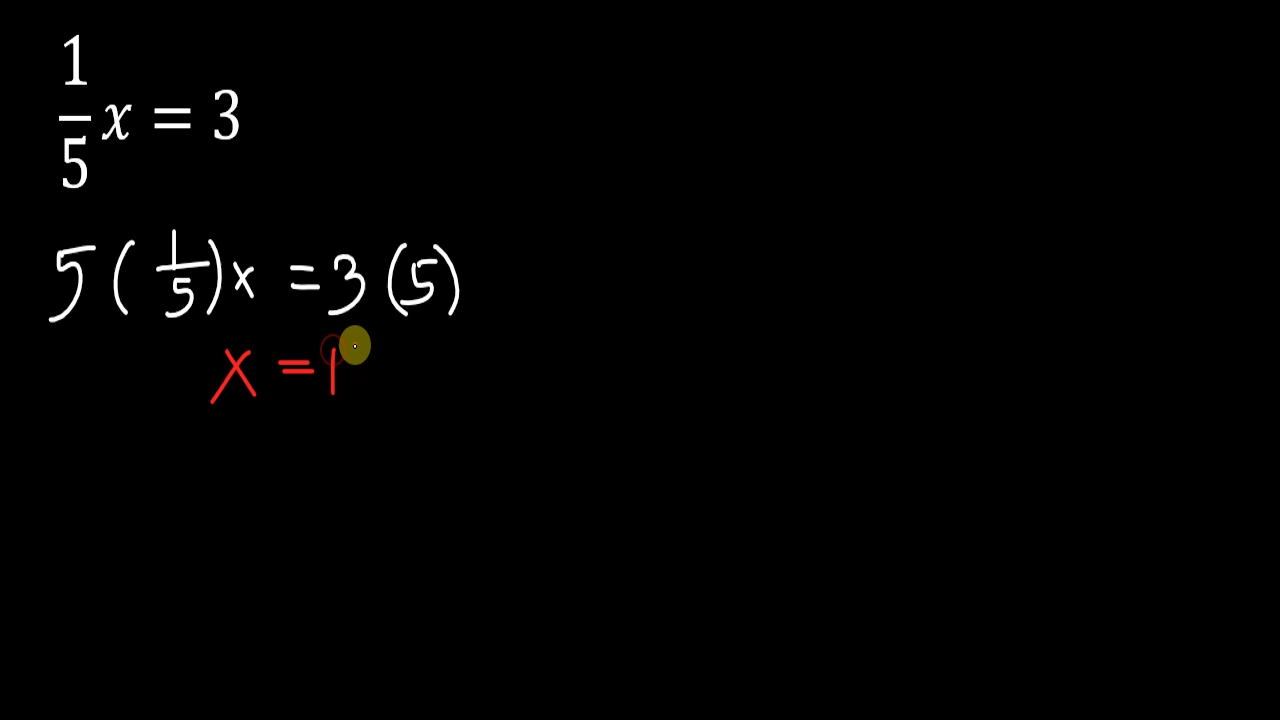 1/5 x = 3
5(1/5)x = 3(5)
x = 1